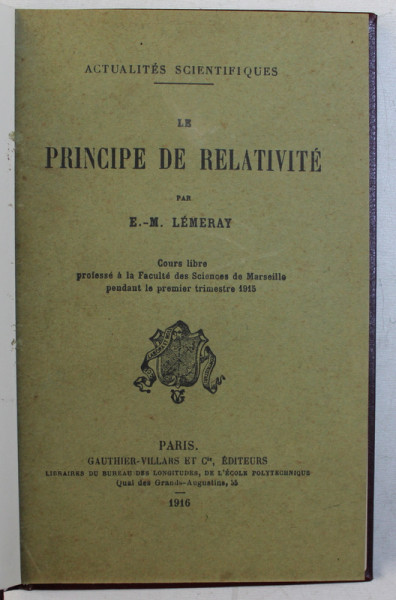 ACTUALITÉS SCIENTIFIQUES
LE
PRINCIPE DE RELATIVITÉ
PAR
E.-M. LÉMERAY
Cours libre
professé à la Faculté des Sciences de Marseille
pendant le premier trimestre 1915
PARIS.
GAUTHIER-VILLARS ET Cie, ÉDITEURS
LIBRAIRES DU BUREAU DES LONGITUDES, DE L'ÉCOLE POLYTECHNIQUE
Quai des Grands-Augustins, 55
1916